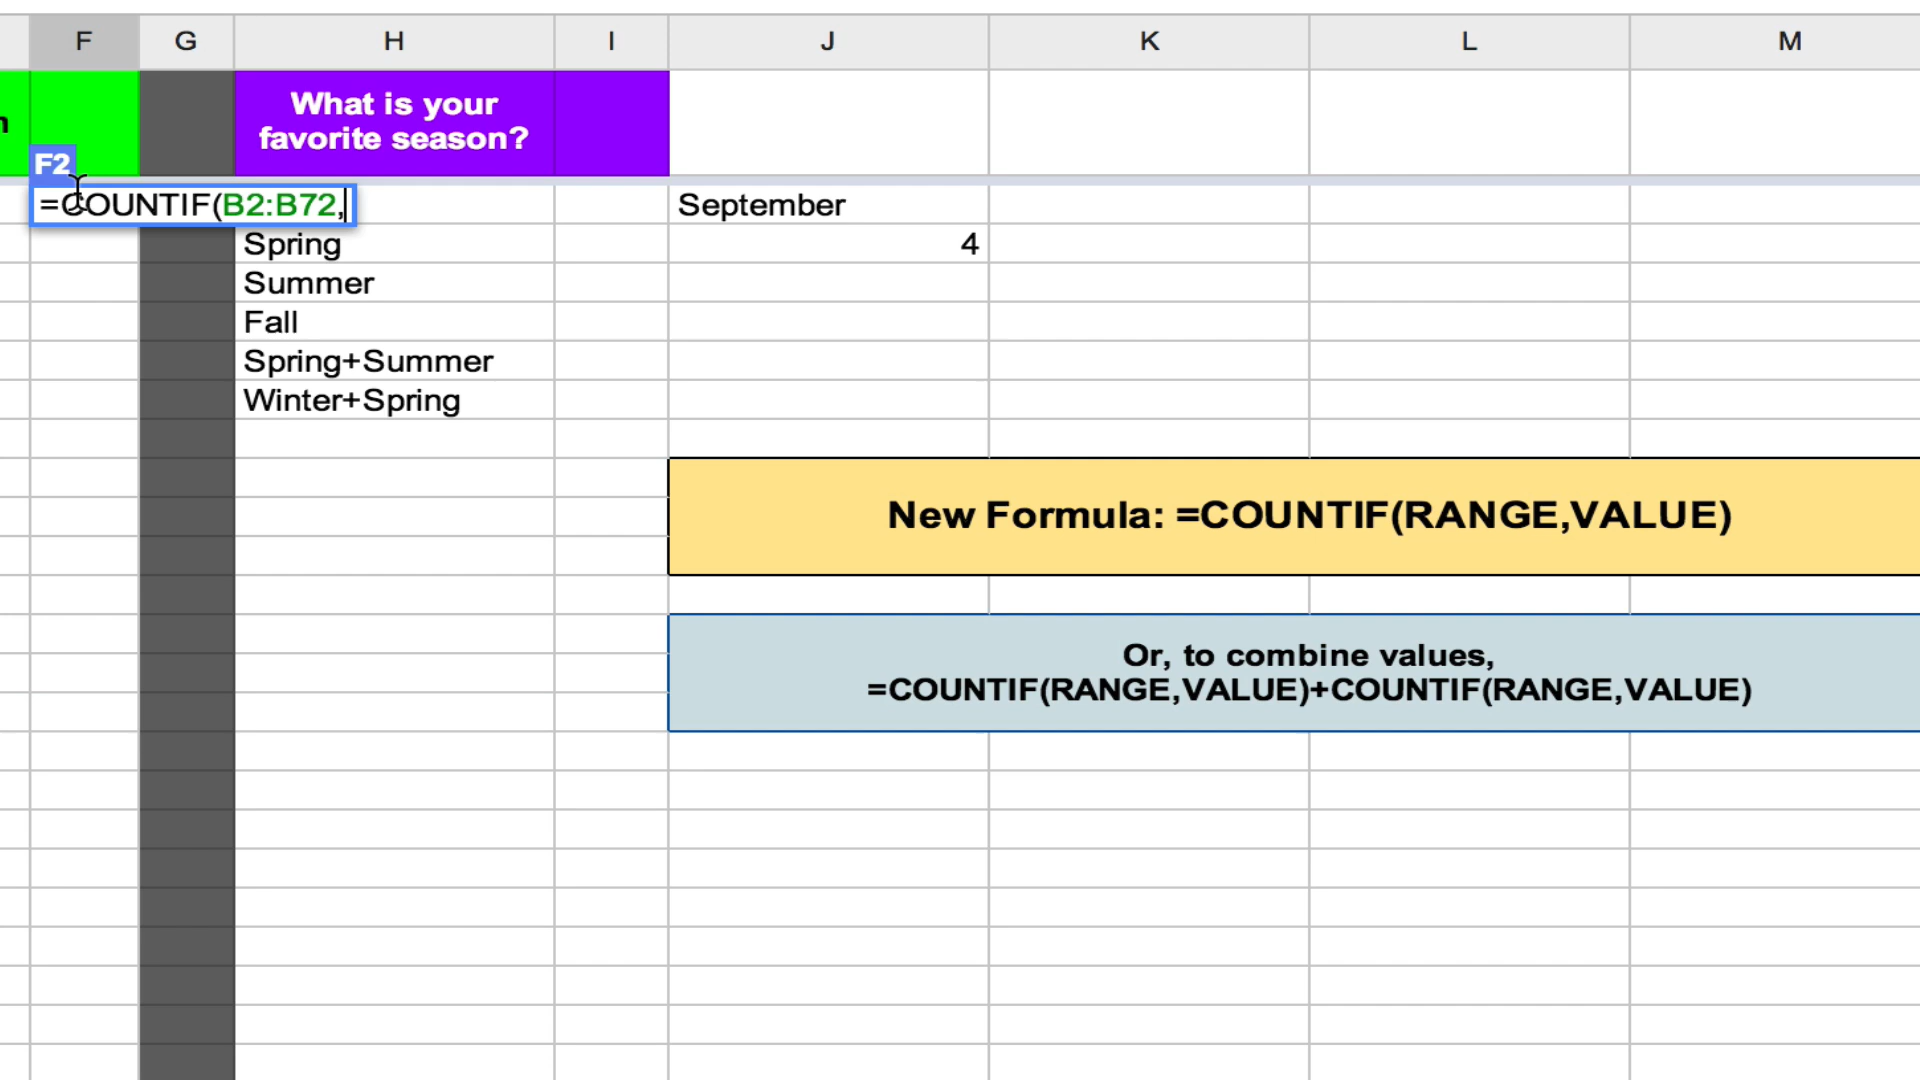 F G H I J K L M
n
What is your
favorite season?
F2
=COUNTIF(B2:B72,
September
Spring
4
Summer
Fall
Spring+Summer
Winter+Spring
New Formula: =COUNTIF(RANGE,VALUE)
Or, to combine values,
=COUNTIF(RANGE,VALUE)+COUNTIF(RANGE,VALUE)